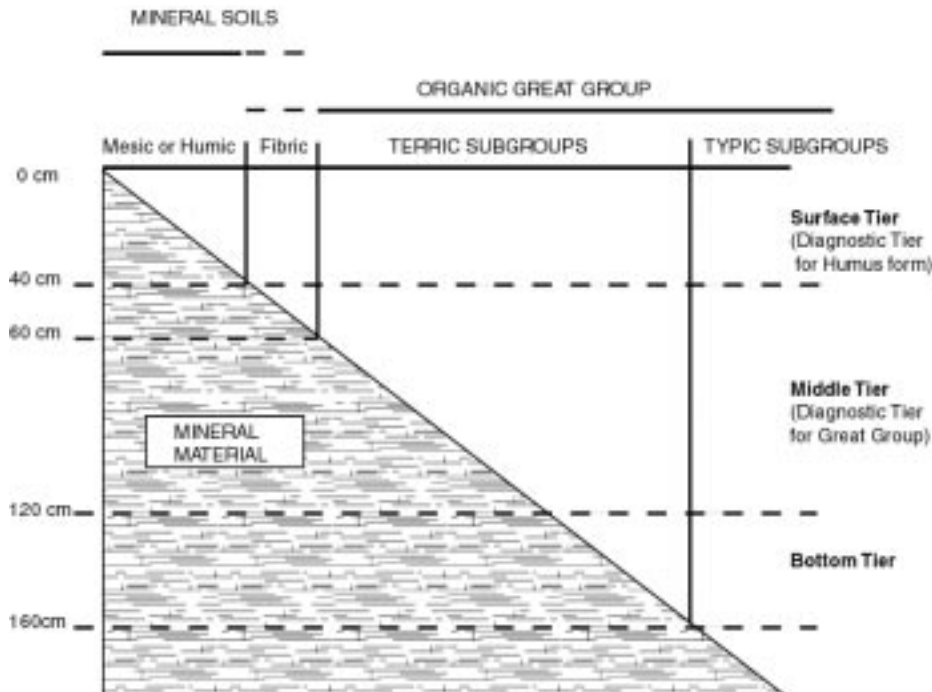 MINERAL SOILS
ORGANIC GREAT GROUP
Mesic or Humic Fibric TERRIC SUBGROUPS TYPIC SUBGROUPS
0 cm
Surface Tier
(Diagnostic Tier
for Humus form)
40 cm
60 cm
Middle Tier
(Diagnostic Tier
for Great Group)
MINERAL
MATERIAL
120 cm
Bottom Tier
160cm